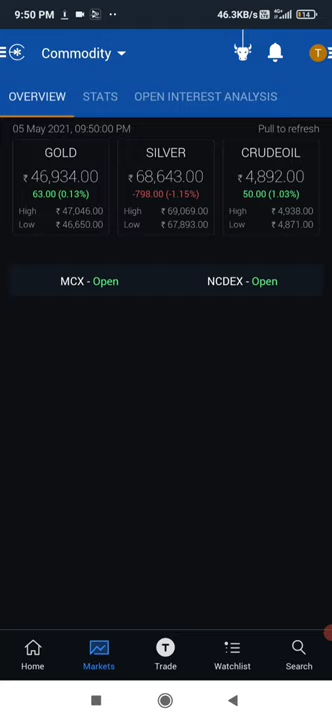 9:50 PM 46.3KB/s 4G+ 14
Commodity T
OVERVIEW STATS OPEN INTEREST ANALYSIS
05 May 2021, 09:50:00 PM Pull to refresh
GOLD SILVER CRUDEOIL
₹ 46,934.00 ₹ 68,643.00 ₹ 4,892.00
63.00 (0.13%) -798.00 (-1.15%) 50.00 (1.03%)
High ₹ 47,046.00 High ₹ 69,069.00 High ₹ 4,938.00
Low ₹ 46,650.00 Low ₹ 67,893.00 Low ₹ 4,871.00
MCX - Open NCDEX - Open
T
Home Markets Trade Watchlist Search